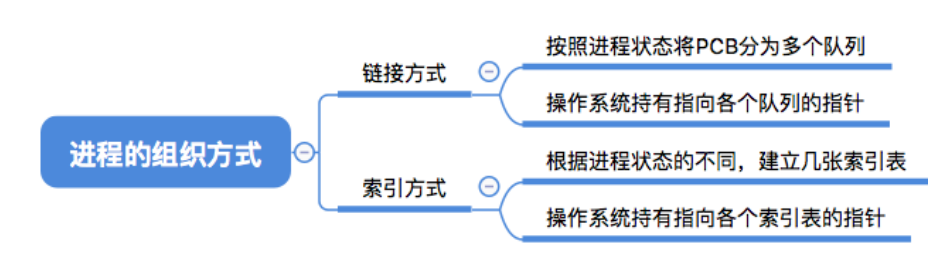 进程的组织方式
链接方式
按照进程状态将PCB分为多个队列
操作系统持有指向各个队列的指针
索引方式
根据进程状态的不同，建立几张索引表
操作系统持有指向各个索引表的指针